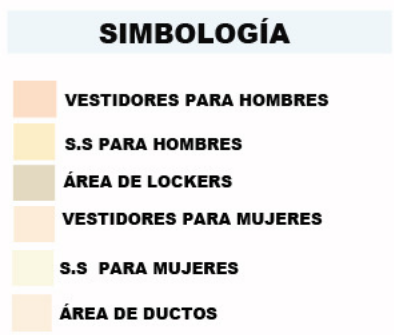 SIMBOLOGÍA
VESTIDORES PARA HOMBRES
S.S PARA HOMBRES
ÁREA DE LOCKERS
VESTIDORES PARA MUJERES
S.S PARA MUJERES
ÁREA DE DUCTOS